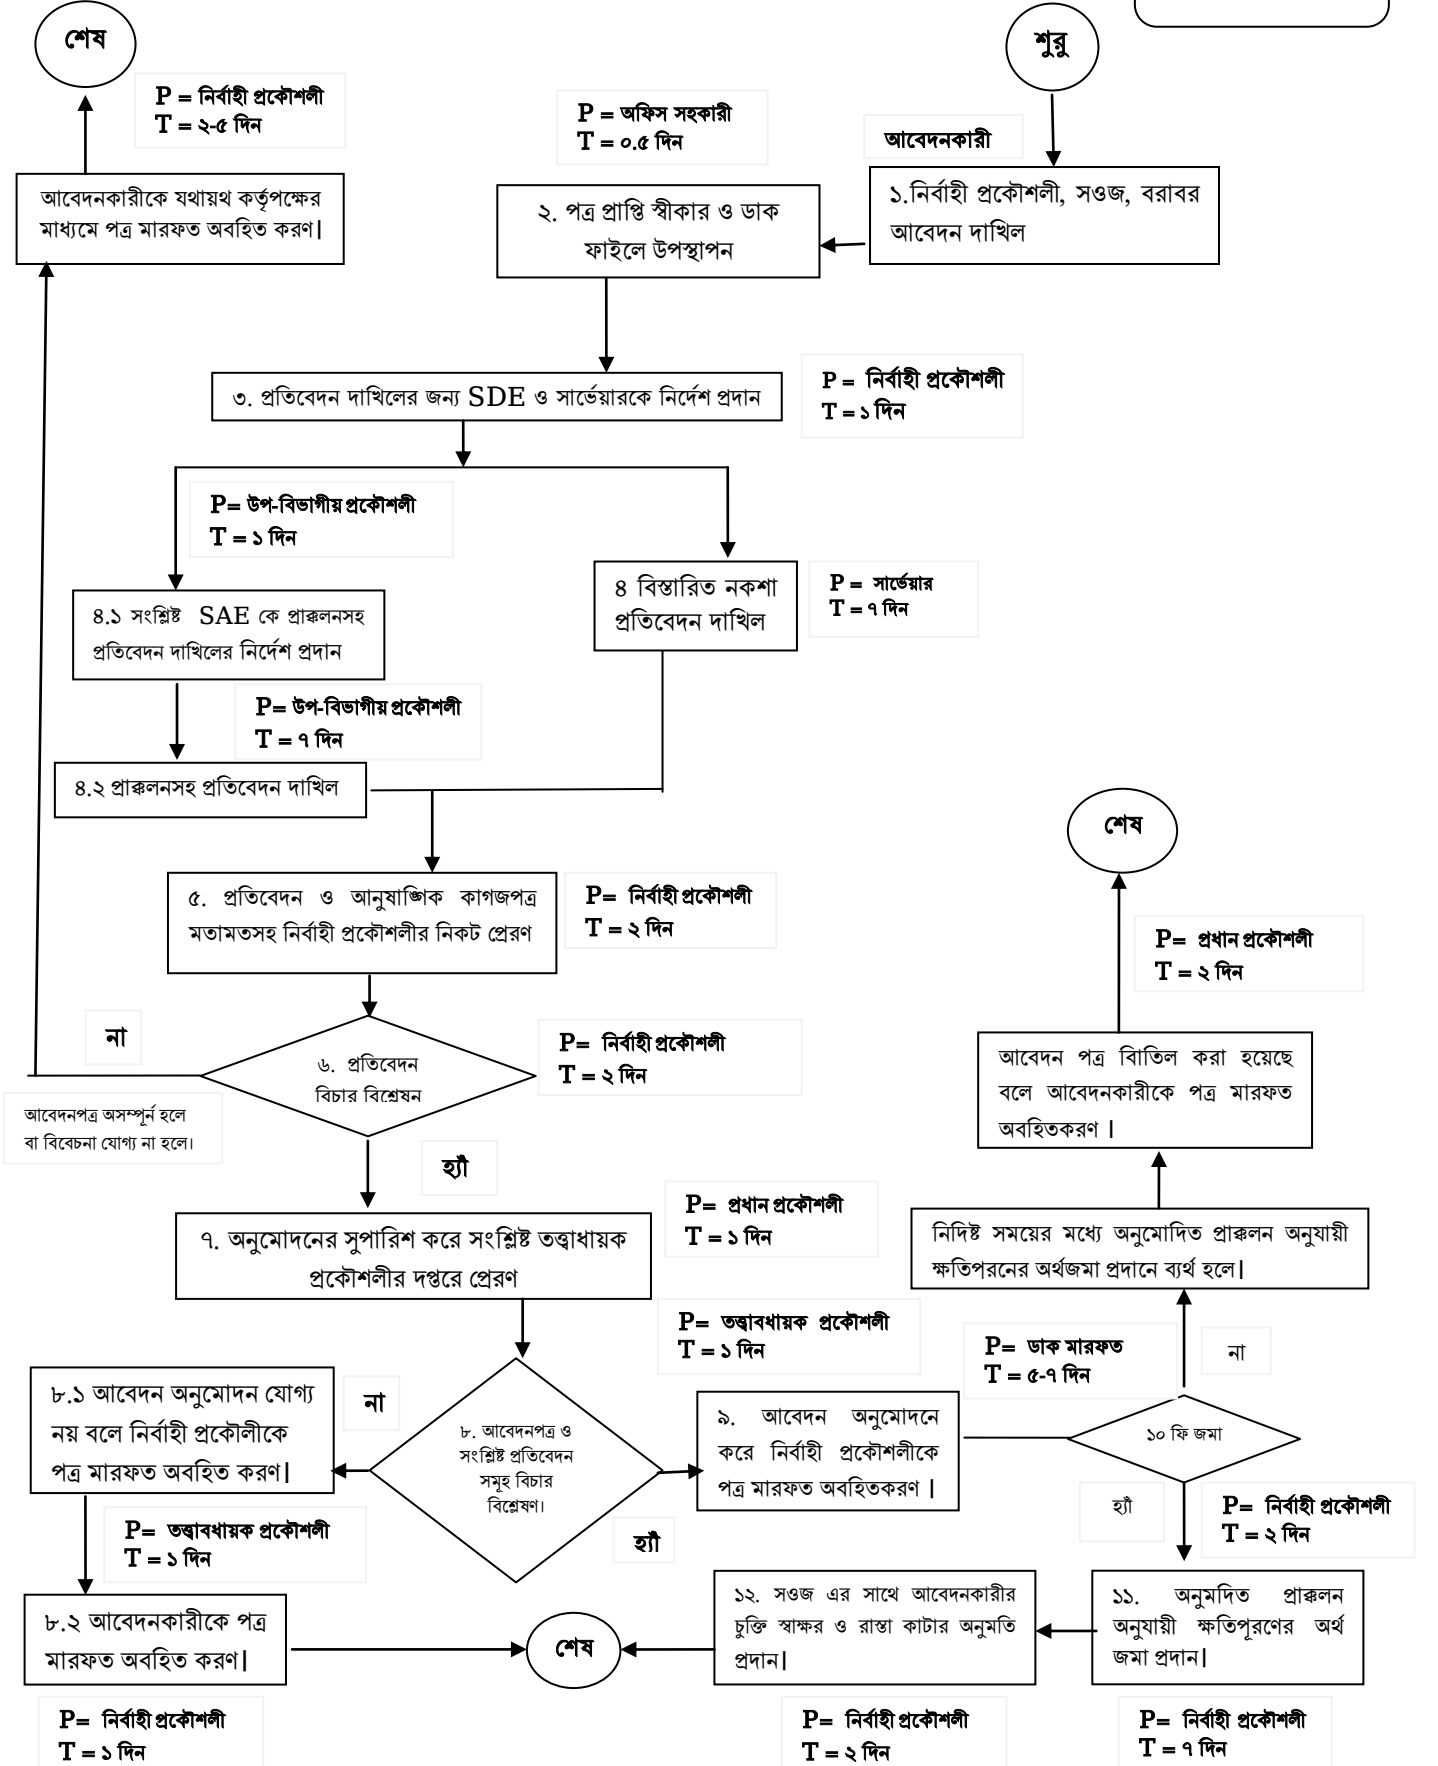 শেষ
শুরু
P = নির্বাহী প্রকৌশলী
T = ২-৫ দিন
P = অফিস সহকারী
T = ০.৫ দিন
আবেদনকারী
আবেদনকারীকে যথাযথ কর্তৃপক্ষের
মাধ্যমে পত্র মারফত অবহিত করণ|
২. পত্র প্রাপ্তি স্বীকার ও ডাক
ফাইলে উপস্থাপন
১.নির্বাহী প্রকৌশলী, সওজ, বরাবর
আবেদন দাখিল
৩. প্রতিবেদন দাখিলের জন্য SDE ও সার্ভেয়ারকে নির্দেশ প্রদান
P = নির্বাহী প্রকৌশলী
T = ১ দিন
P= উপ-বিভাগীয় প্রকৌশলী
T = ১ দিন
৪.১ সংশ্লিষ্ট SAE কে প্রাক্কলনসহ
প্রতিবেদন দাখিলের নির্দেশ প্রদান
৪ বিস্তারিত নকশা
প্রতিবেদন দাখিল
P = সার্ভেয়ার
T = ৭ দিন
P= উপ-বিভাগীয় প্রকৌশলী
T = ৭ দিন
৪.২ প্রাক্কলনসহ প্রতিবেদন দাখিল
শেষ
৫. প্রতিবেদন ও আনুষাঙ্গিক কাগজপত্র
মতামতসহ নির্বাহী প্রকৌশলীর নিকট প্রেরণ
P= নির্বাহী প্রকৌশলী
T = ২ দিন
P= প্রধান প্রকৌশলী
T = ২ দিন
না
৬. প্রতিবেদন
বিচার বিশ্লেষন
P= নির্বাহী প্রকৌশলী
T = ২ দিন
আবেদন পত্র বািতিল করা হয়েছে
বলে আবেদনকারীকে পত্র মারফত
অবহিতকরণ |
আবেদনপত্র অসম্পূর্ন হলে
বা বিবেচনা যোগ্য না হলে।
হ্যাঁ
৭. অনুমোদনের সুপারিশ করে সংশ্লিষ্ট তত্ত্বাধায়ক
প্রকৌশলীর দপ্তরে প্রেরণ
P= প্রধান প্রকৌশলী
T = ১ দিন
নিদিষ্ট সময়ের মধ্যে অনুমোদিত প্রাক্কলন অনুযায়ী
ক্ষতিপরনের অর্থজমা প্রদানে ব্যর্থ হলে|
P= তত্ত্বাবধায়ক প্রকৌশলী
T = ১ দিন
P= ডাক মারফত
T = ৫-৭ দিন
না
৮.১ আবেদন অনুমোদন যোগ্য
নয় বলে নির্বাহী প্রকৌলীকে
পত্র মারফত অবহিত করণ|
না
৮. আবেদনপত্র ও
সংশ্লিষ্ট প্রতিবেদন
সমূহ বিচার
বিশ্লেষণ।
৯. আবেদন অনুমোদনে
করে নির্বাহী প্রকৌশলীকে
পত্র মারফত অবহিতকরণ |
১০ ফি জমা
P= তত্ত্বাবধায়ক প্রকৌশলী
T = ১ দিন
হ্যাঁ
হ্যাঁ
P= নির্বাহী প্রকৌশলী
T = ২ দিন
৮.২ আবেদনকারীকে পত্র
মারফত অবহিত করণ|
শেষ
১২. সওজ এর সাথে আবেদনকারীর
চুক্তি স্বাক্ষর ও রাস্তা কাটার অনুমতি
প্রদান|
১১. অনুমদিত প্রাক্কলন
অনুযায়ী ক্ষতিপূরণের অর্থ
জমা প্রদান|
P= নির্বাহী প্রকৌশলী
T = ১ দিন
P= নির্বাহী প্রকৌশলী
T = ২ দিন
P= নির্বাহী প্রকৌশলী
T = ৭ দিন